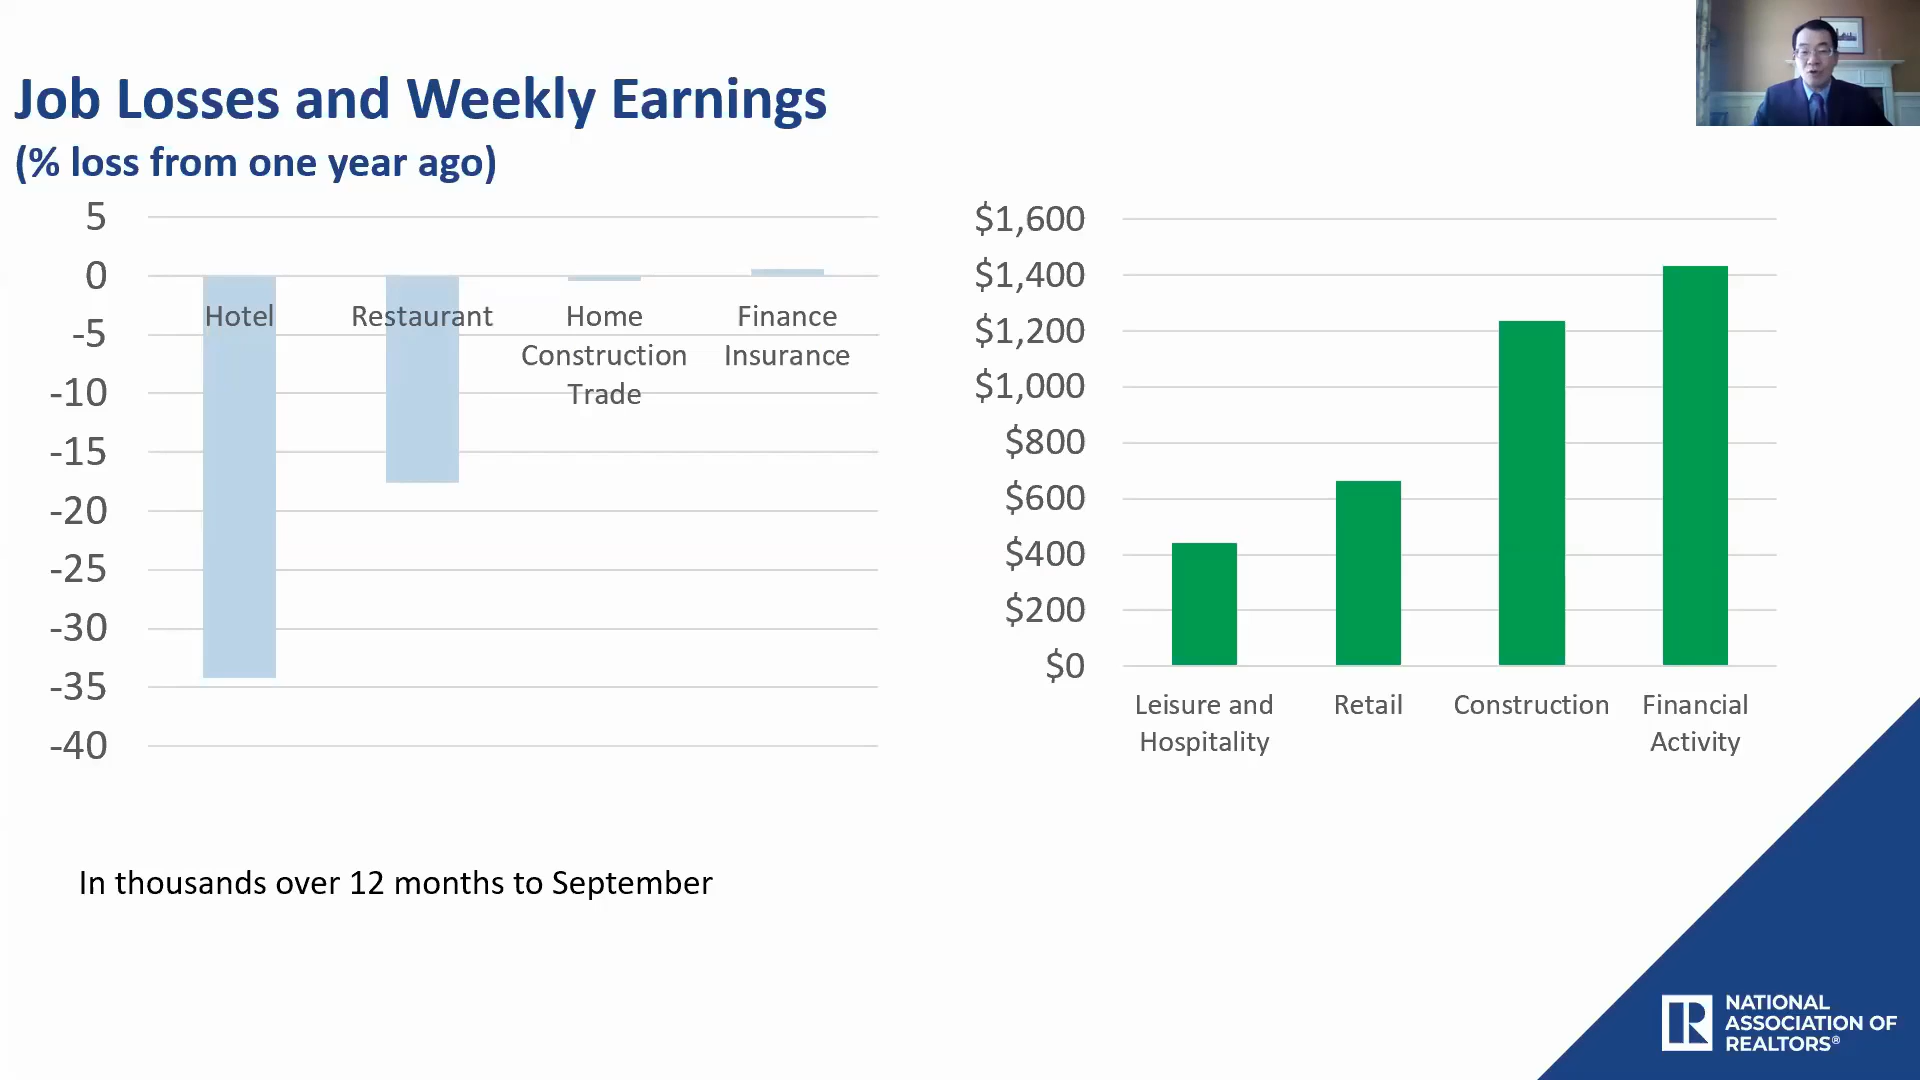 Job Losses and Weekly Earnings
(% loss from one year ago)
5
0
-5
-10
-15
-20
-25
-30
-35
-40
Hotel
Restaurant
Home
Construction
Trade
Finance
Insurance
$1,600
$1,400
$1,200
$1,000
$800
$600
$400
$200
$0
Leisure and
Hospitality
Retail
Construction
Financial
Activity
In thousands over 12 months to September
NATIONAL
ASSOCIATION OF
REALTORS®